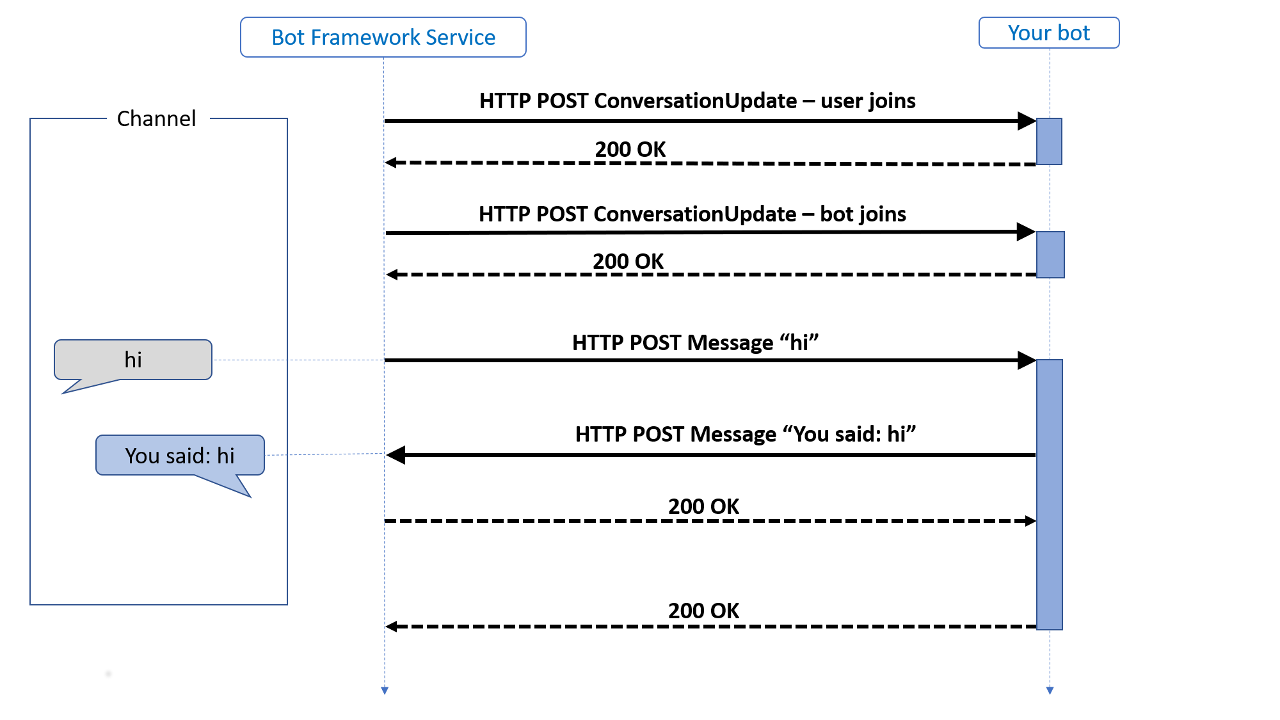 Bot Framework Service
Your bot
HTTP POST ConversationUpdate – user joins
Channel
200 OK
HTTP POST ConversationUpdate – bot joins
200 OK
HTTP POST Message “hi”
hi
HTTP POST Message “You said: hi”
You said: hi
200 OK
200 OK